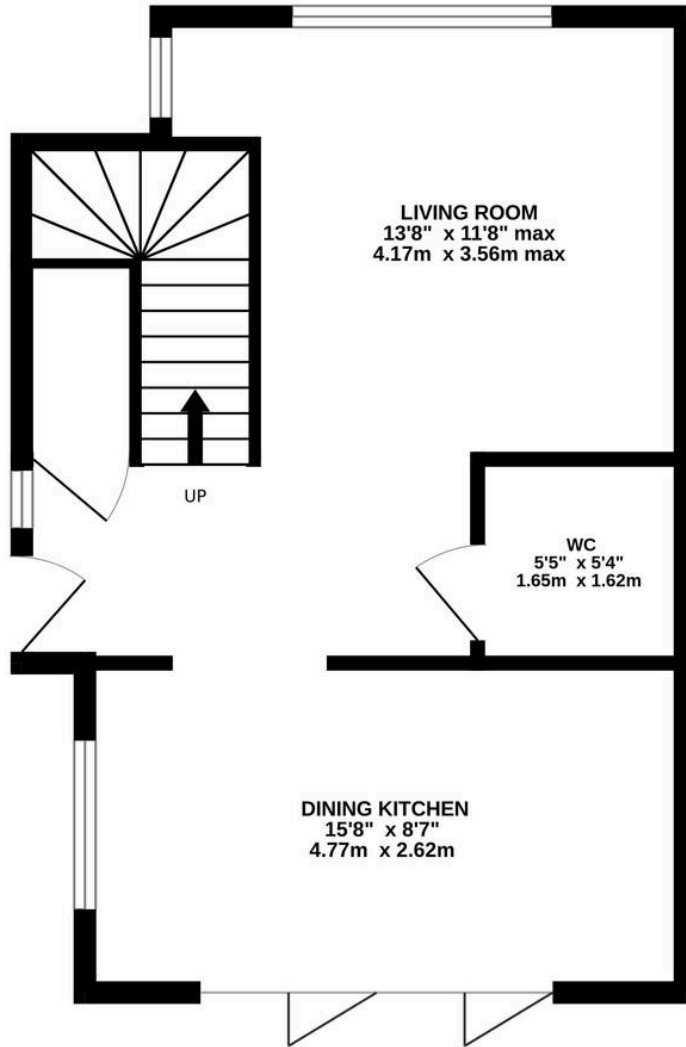 LIVING ROOM
13'8" x 11'8" max
4.17m x 3.56m max
UP
WC
5'5" x 5'4"
1.65m x 1.62m
DINING KITCHEN
15'8" x 8'7"
4.77m x 2.62m